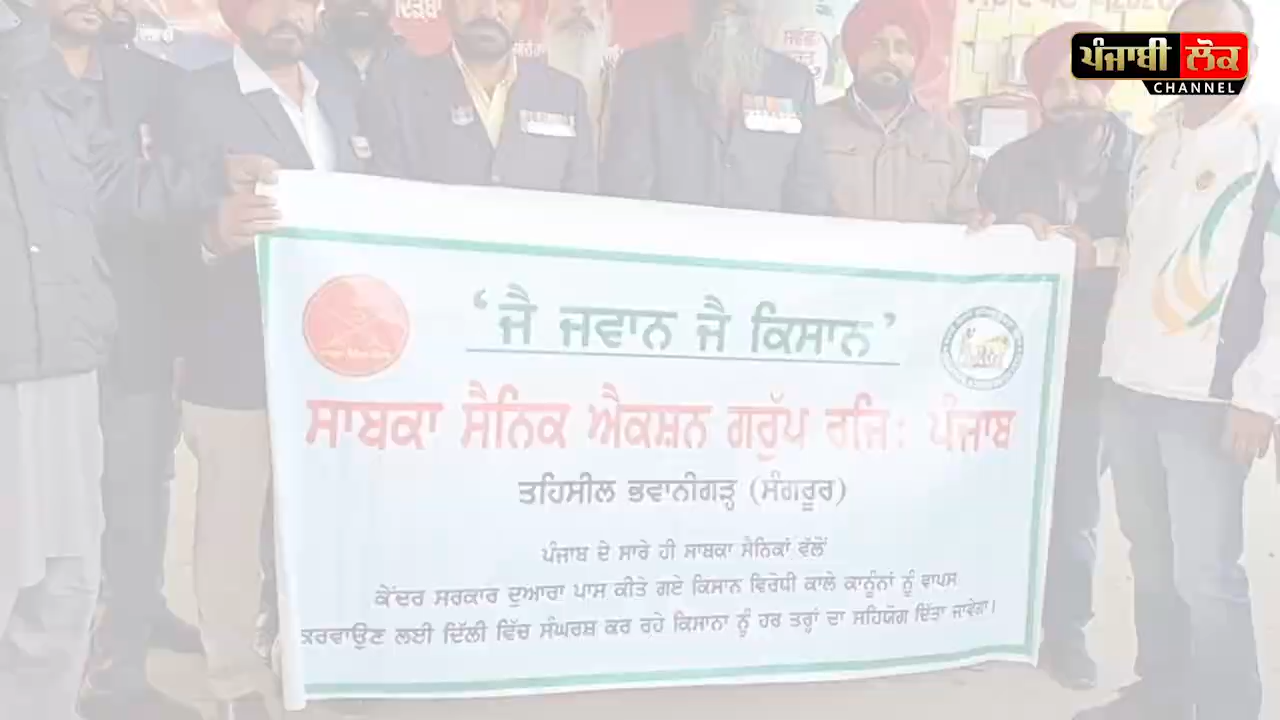 ਦਿੜਬਾ
ਪੰਜਾਬੀ ਲੋਕ
CHANNEL
‘ਜੈ ਜਵਾਨ ਜੈ ਕਿਸਾਨ’
ਸਾਬਕਾ ਸੈਨਿਕ ਐਕਸ਼ਨ ਗਰੁੱਪ ਰਜਿ: ਪੰਜਾਬ
ਤਹਿਸੀਲ ਭਵਾਨੀਗੜ੍ਹ (ਸੰਗਰੂਰ)
ਪੰਜਾਬ ਦੇ ਸਾਰੇ ਹੀ ਸਾਬਕਾ ਸੈਨਿਕਾਂ ਵੱਲੋਂ
ਕੇਂਦਰ ਸਰਕਾਰ ਦੁਆਰਾ ਪਾਸ ਕੀਤੇ ਗਏ ਕਿਸਾਨ ਵਿਰੋਧੀ ਕਾਲੇ ਕਾਨੂੰਨਾਂ ਨੂੰ ਵਾਪਸ
ਕਰਵਾਉਣ ਲਈ ਦਿੱਲੀ ਵਿੱਚ ਸੰਘਰਸ਼ ਕਰ ਰਹੇ ਕਿਸਾਨਾ ਨੂੰ ਹਰ ਤਰ੍ਹਾਂ ਦਾ ਸਹਿਯੋਗ ਦਿੱਤਾ ਜਾਵੇਗਾ।